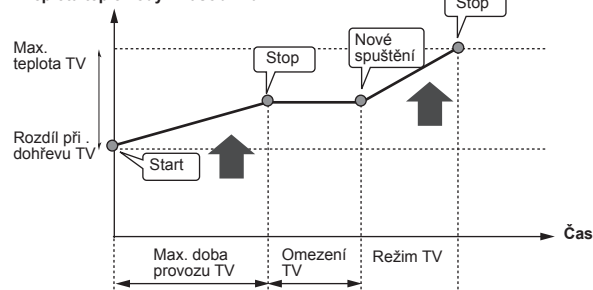 Stop
Max.
teplota TV
Stop
Nové
spuštění
Rozdíl při
dohřevu TV
Start
Čas
Max. doba
provozu TV
Omezení
TV
Režim TV